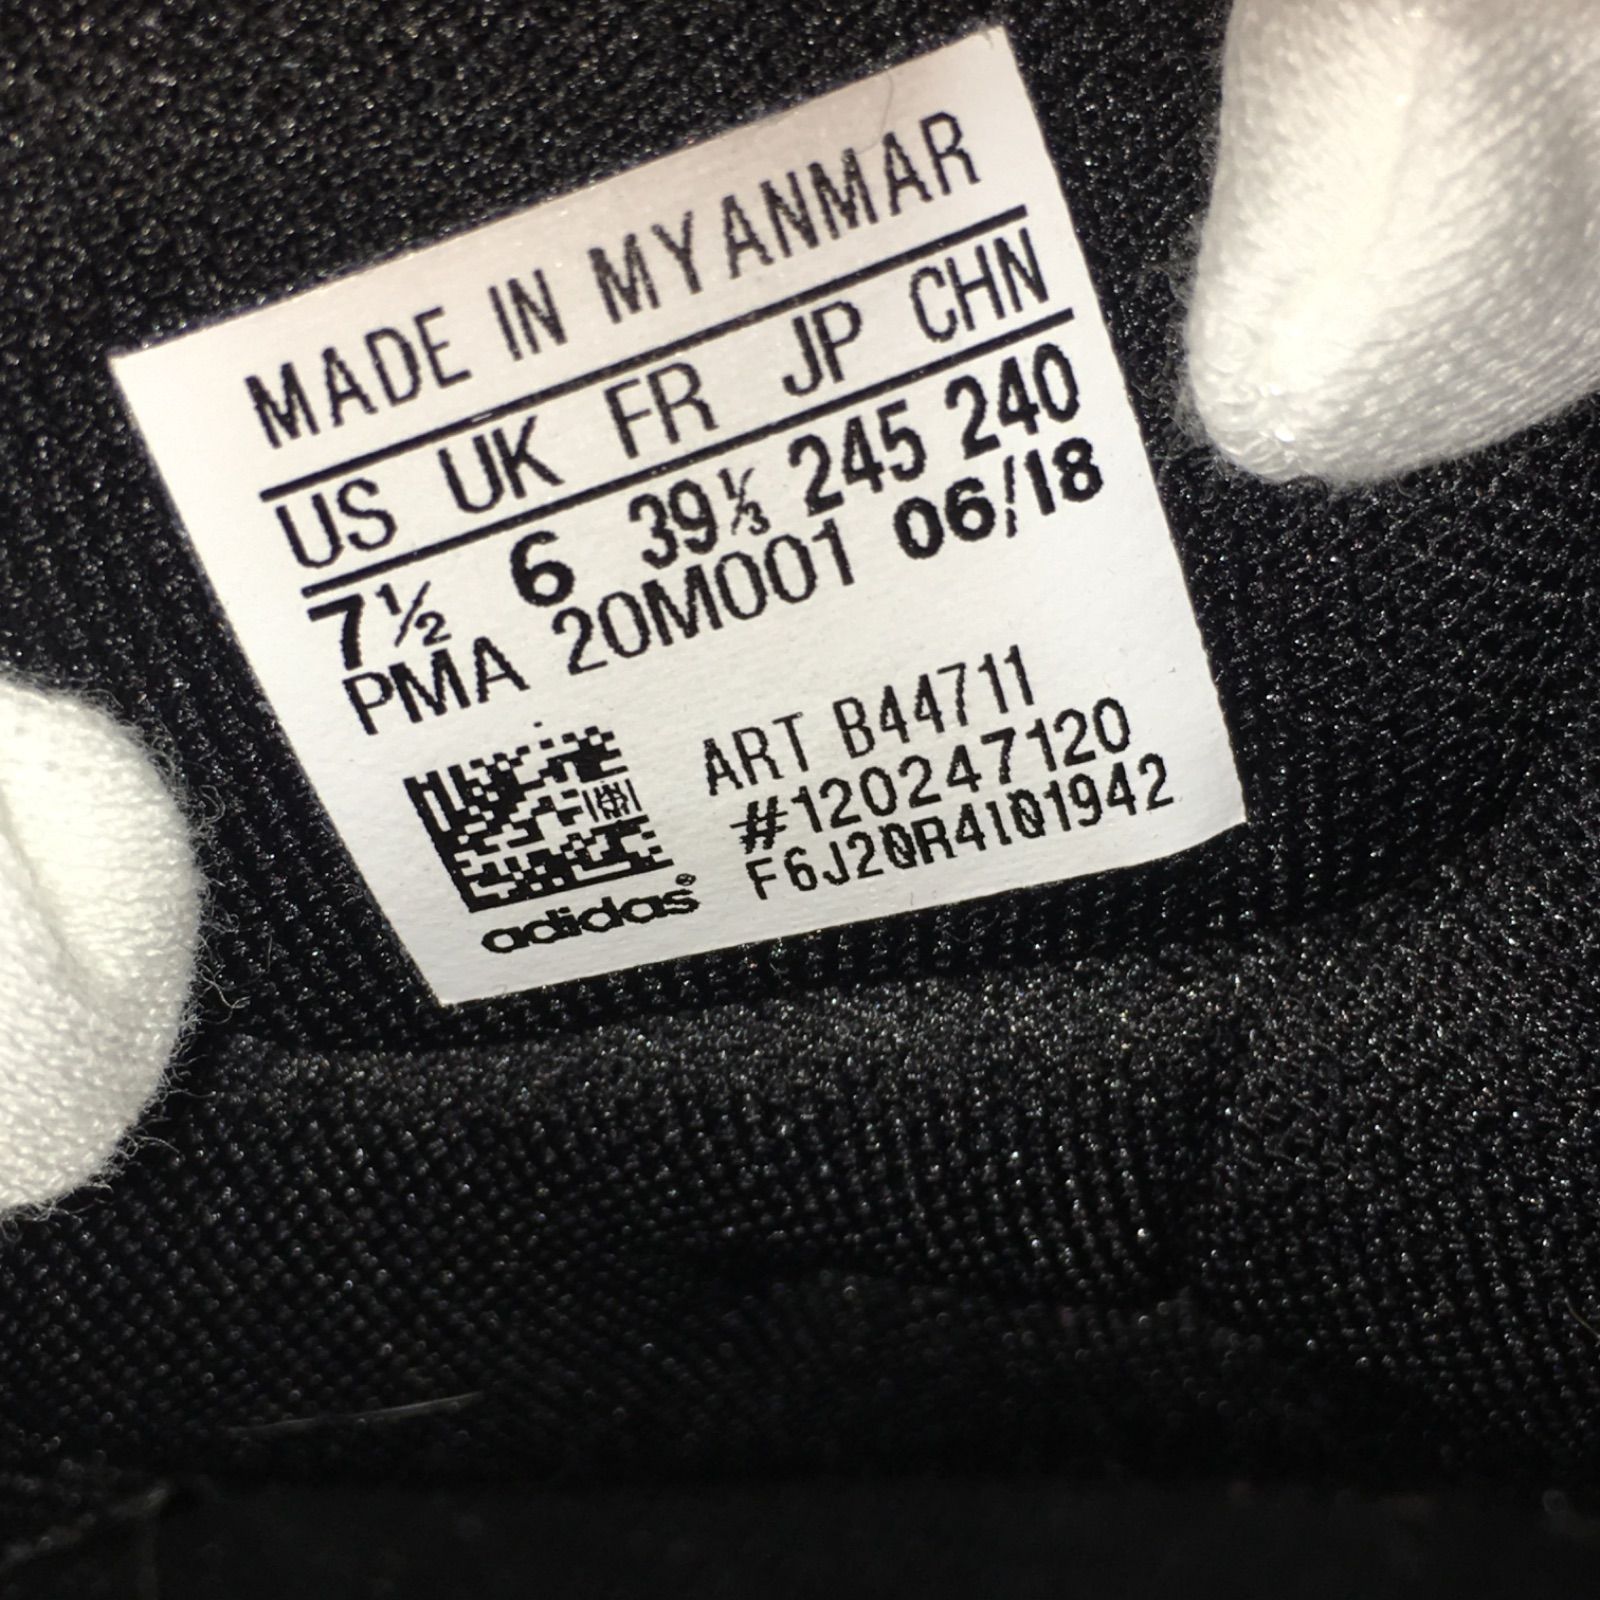 MADE IN MYANMAR
US UK FR JP CHN
7½ 6 39⅓ 245 240
PMA 20M001 06/18
ART B44711
#120247120
F6J20R4I01942
adidas®